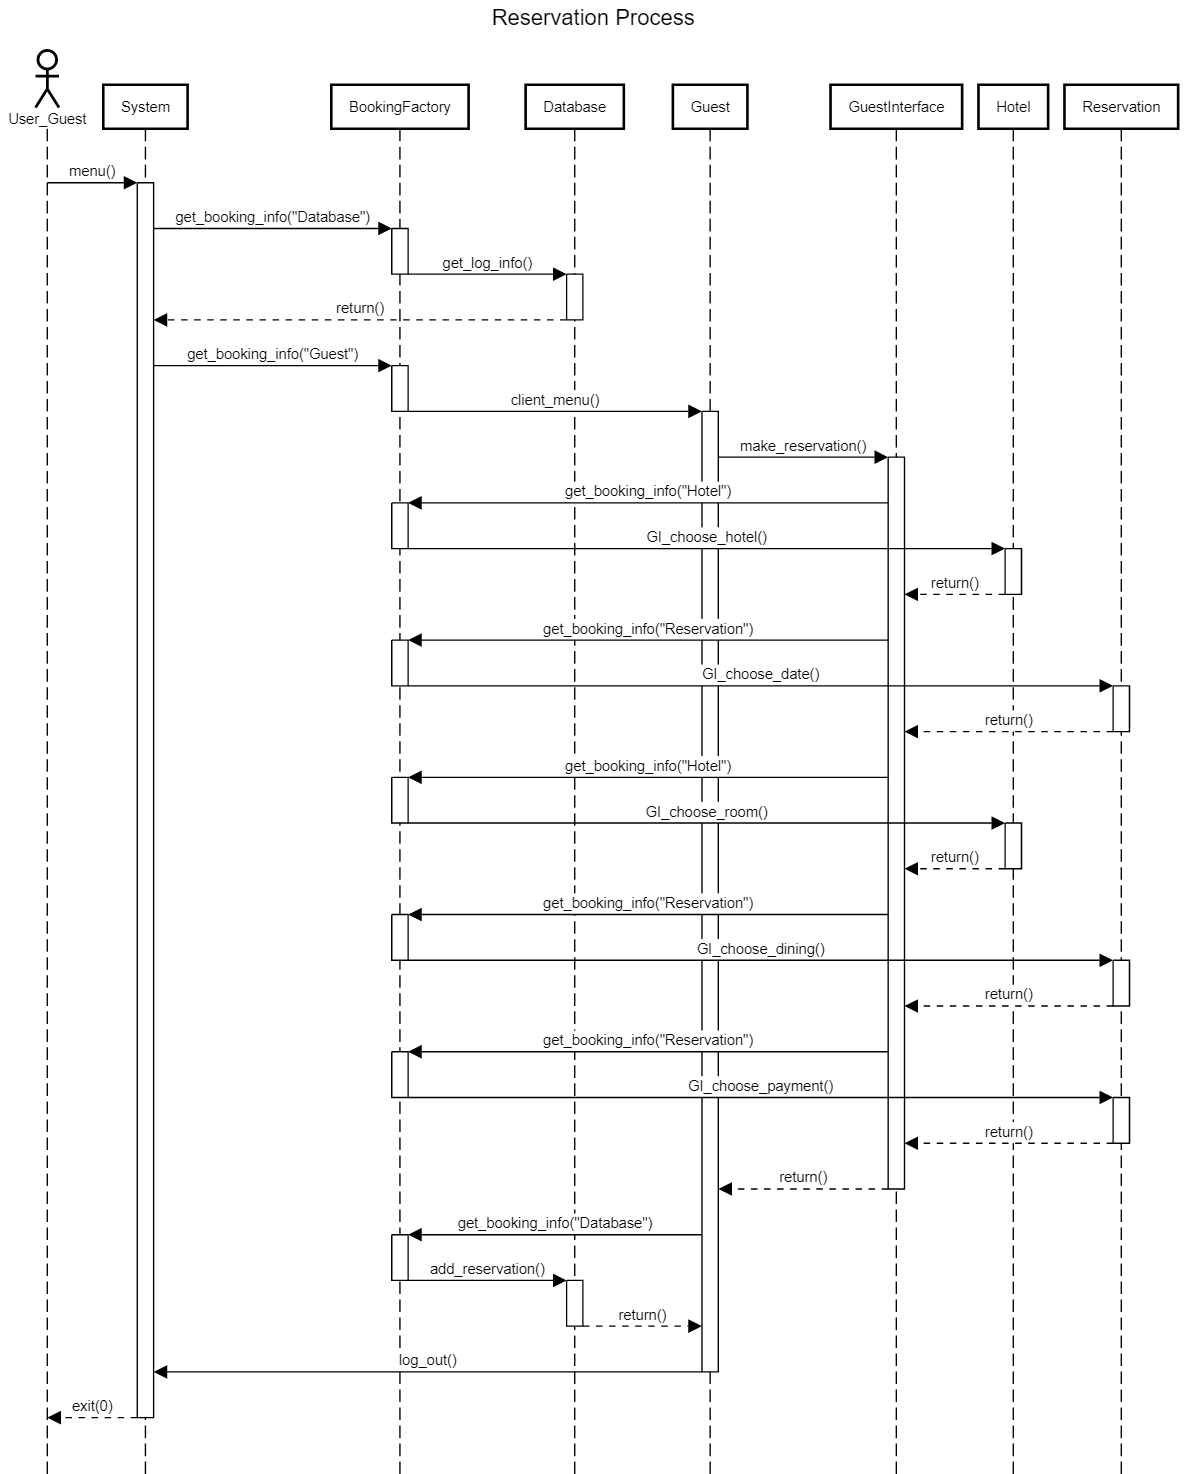 Reservation Process
User_Guest
System
BookingFactory
Database
Guest
GuestInterface
Hotel
Reservation
menu()
get_booking_info("Database")
get_log_info()
return()
get_booking_info("Guest")
client_menu()
make_reservation()
get_booking_info("Hotel")
GI_choose_hotel()
return()
get_booking_info("Reservation")
GI_choose_date()
return()
get_booking_info("Hotel")
GI_choose_room()
return()
get_booking_info("Reservation")
GI_choose_dining()
return()
get_booking_info("Reservation")
GI_choose_payment()
return()
return()
get_booking_info("Database")
add_reservation()
return()
log_out()
exit(0)